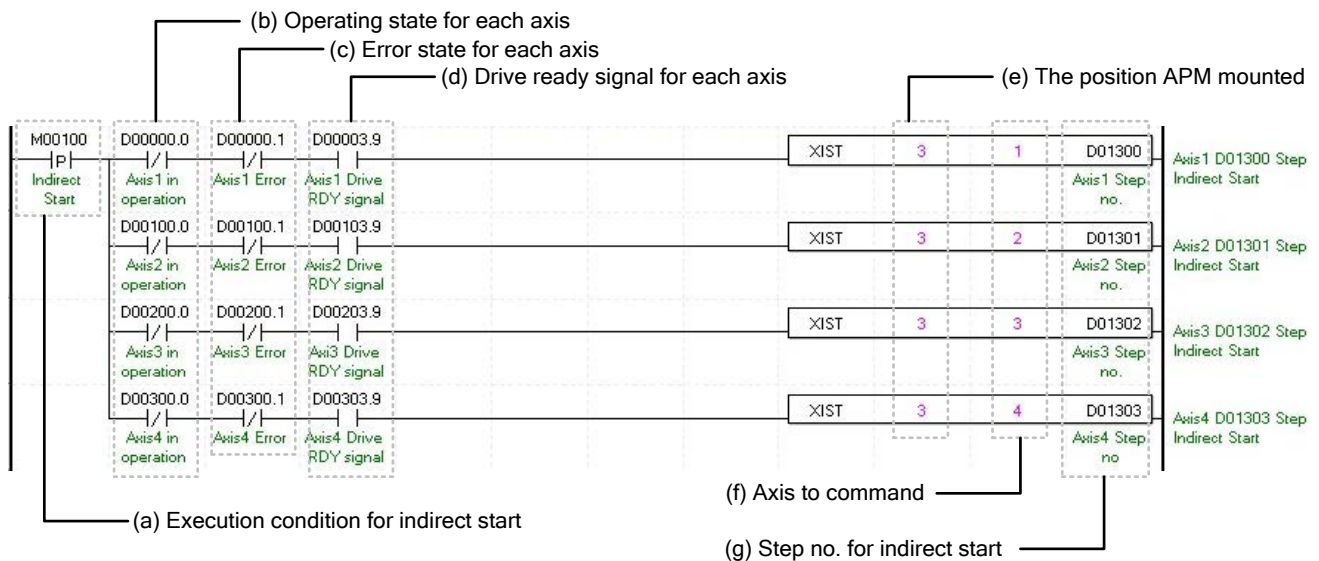 (b) Operating state for each axis
(c) Error state for each axis
(d) Drive ready signal for each axis
(e) The position APM mounted
M00100 D00000.0 D00000.1 D00003.9
P
XIST 3 1 D01300
Indirect Start
Axis1 in operation
Axis1 Error
Axis1 Drive RDY signal
Axis1 Step no.
Axis1 D01300 Step Indirect Start
D00100.0 D00100.1 D00103.9
XIST 3 2 D01301
Axis2 in operation
Axis2 Error
Axis2 Drive RDY signal
Axis2 Step no.
Axis2 D01301 Step Indirect Start
D00200.0 D00200.1 D00203.9
XIST 3 3 D01302
Axis3 in operation
Axis3 Error
Axi3 Drive RDY signal
Axis3 Step no.
Axis3 D01302 Step Indirect Start
D00300.0 D00300.1 D00303.9
XIST 3 4 D01303
Axis4 in operation
Axis4 Error
Axis4 Drive RDY signal
Axis4 Step no
Axis4 D01303 Step Indirect Start
(f) Axis to command
(a) Execution condition for indirect start
(g) Step no. for indirect start